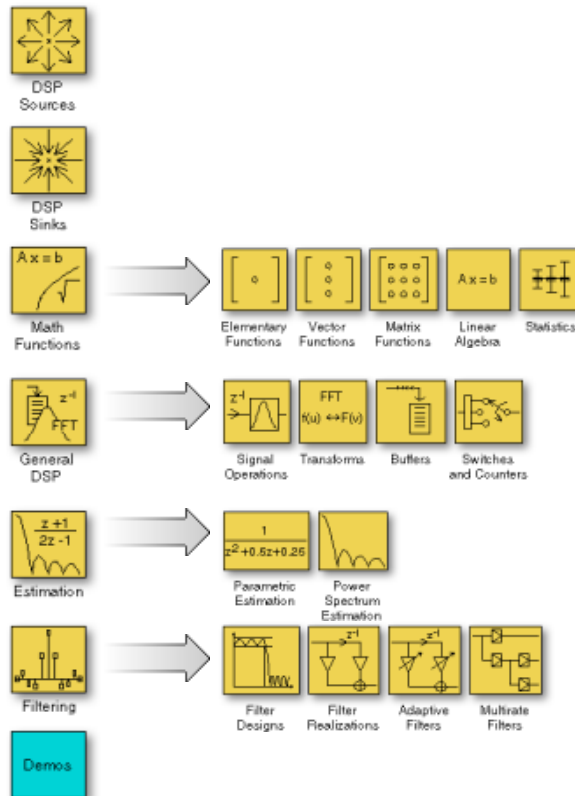 DSP
Sources
DSP
Sinks
Ax=b
√
Math
Functions
Elementary
Functions
Vector
Functions
Matrix
Functions
Ax=b
Linear
Algebra
Statistics
z⁻¹
FFT
General
DSP
z⁻¹
Signal
Operations
FFT
f(u) ↔F(v)
Transforms
Buffers
Switches
and Counters
z+1
2z-1
Estimation
1
z²+0.5z+0.25
Parametric
Estimation
Power
Spectrum
Estimation
Filtering
Filter
Designs
z⁻¹
Filter
Realizations
z⁻¹
Adaptive
Filters
Multirate
Filters
Demos